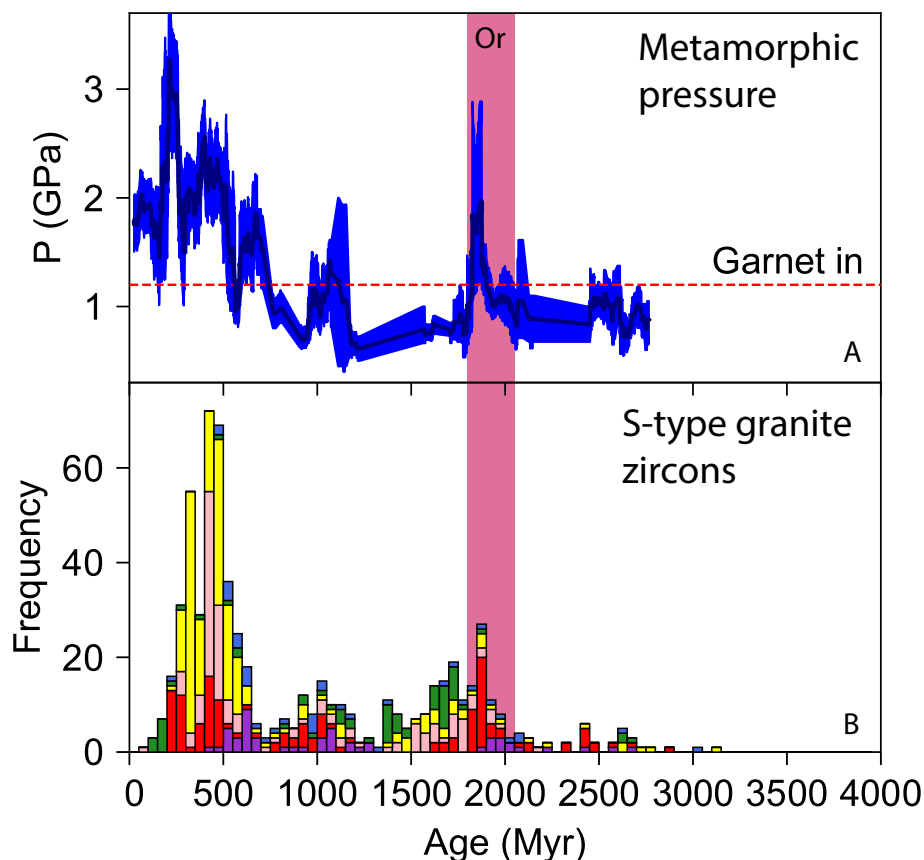 Or
Metamorphic
pressure
3
2
1
P (GPa)
Garnet in
A
S-type granite
zircons
60
40
20
0
Frequency
B
0 500 1000 1500 2000 2500 3000 3500 4000
Age (Myr)